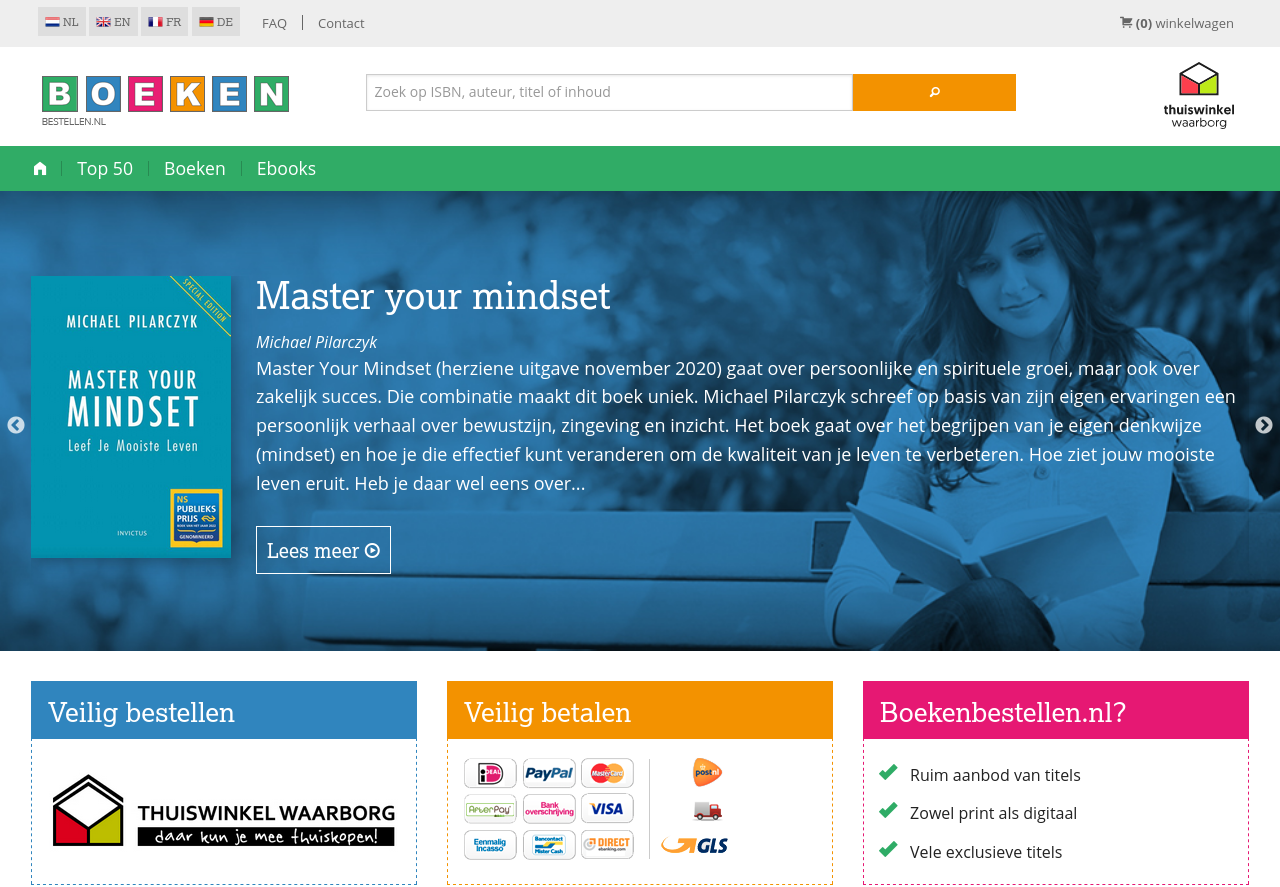 NL EN FR DE FAQ Contact (0) winkelwagen
BOEKEN
BESTELLEN.NL
Zoek op ISBN, auteur, titel of inhoud
thuiswinkel
waarborg
Top 50 Boeken Ebooks
SPECIAL EDITION
MICHAEL PILARCZYK
MASTER YOUR
MINDSET
Leef Je Mooiste Leven
NS
PUBLIEKS
PRIJS
GENOMINEERD
INVICTUS
Master your mindset
Michael Pilarczyk
Master Your Mindset (herziene uitgave november 2020) gaat over persoonlijke en spirituele groei, maar ook over
zakelijk succes. Die combinatie maakt dit boek uniek. Michael Pilarczyk schreef op basis van zijn eigen ervaringen een
persoonlijk verhaal over bewustzijn, zingeving en inzicht. Het boek gaat over het begrijpen van je eigen denkwijze
(mindset) en hoe je die effectief kunt veranderen om de kwaliteit van je leven te verbeteren. Hoe ziet jouw mooiste
leven eruit. Heb je daar wel eens over...
Lees meer
Veilig bestellen
THUISWINKEL WAARBORG
daar kun je mee thuiskopen!
Veilig betalen
iDEAL PayPal MasterCard postnl
AfterPay Bank overschrijving VISA
Eenmalig Incasso Bancontact Mister Cash DIRECT ebanking.com GLS
Boekenbestellen.nl?
Ruim aanbod van titels
Zowel print als digitaal
Vele exclusieve titels